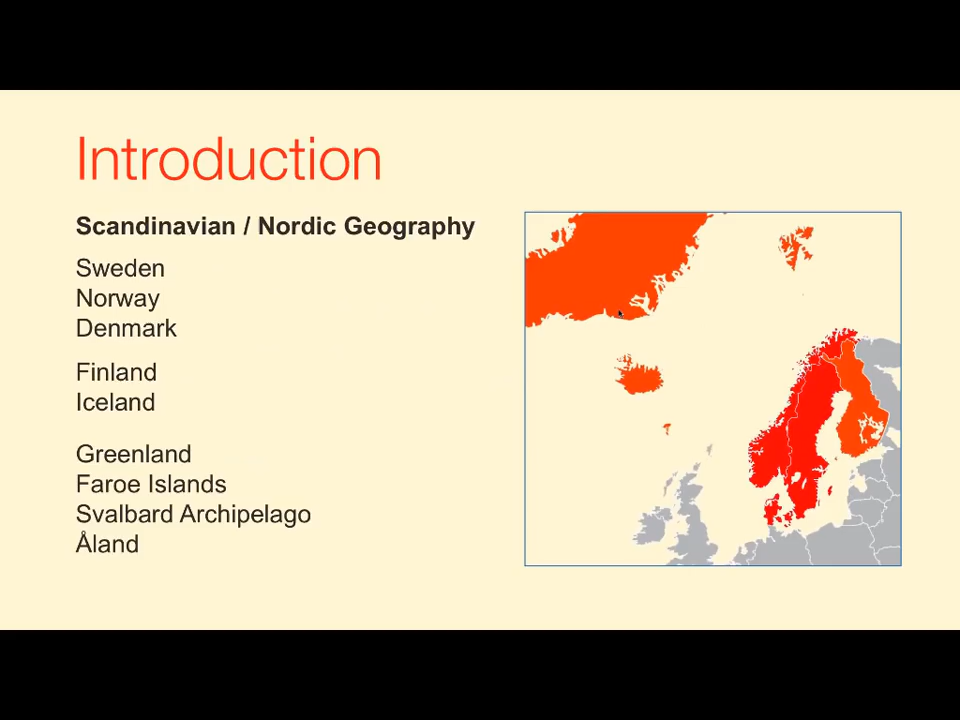 Introduction
Scandinavian / Nordic Geography
Sweden
Norway
Denmark
Finland
Iceland
Greenland
Faroe Islands
Svalbard Archipelago
Åland